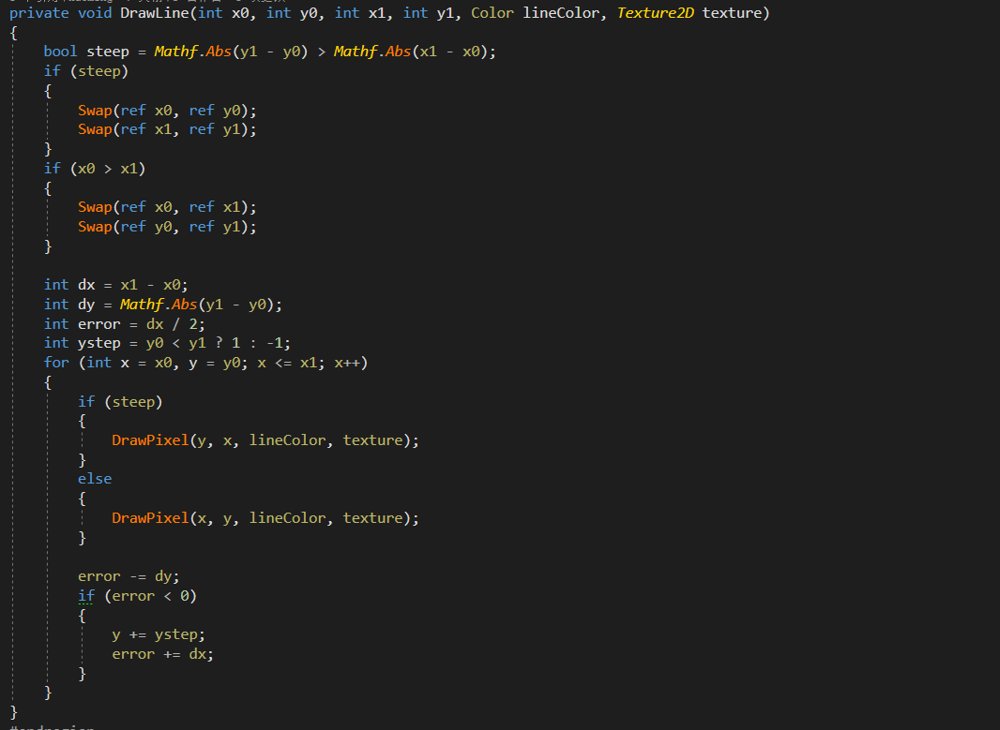 private void DrawLine(int x0, int y0, int x1, int y1, Color lineColor, Texture2D texture)
{
    bool steep = Mathf.Abs(y1 - y0) > Mathf.Abs(x1 - x0);
    if (steep)
    {
        Swap(ref x0, ref y0);
        Swap(ref x1, ref y1);
    }
    if (x0 > x1)
    {
        Swap(ref x0, ref x1);
        Swap(ref y0, ref y1);
    }

    int dx = x1 - x0;
    int dy = Mathf.Abs(y1 - y0);
    int error = dx / 2;
    int ystep = y0 < y1 ? 1 : -1;
    for (int x = x0, y = y0; x <= x1; x++)
    {
        if (steep)
        {
            DrawPixel(y, x, lineColor, texture);
        }
        else
        {
            DrawPixel(x, y, lineColor, texture);
        }

        error -= dy;
        if (error < 0)
        {
            y += ystep;
            error += dx;
        }
    }
}